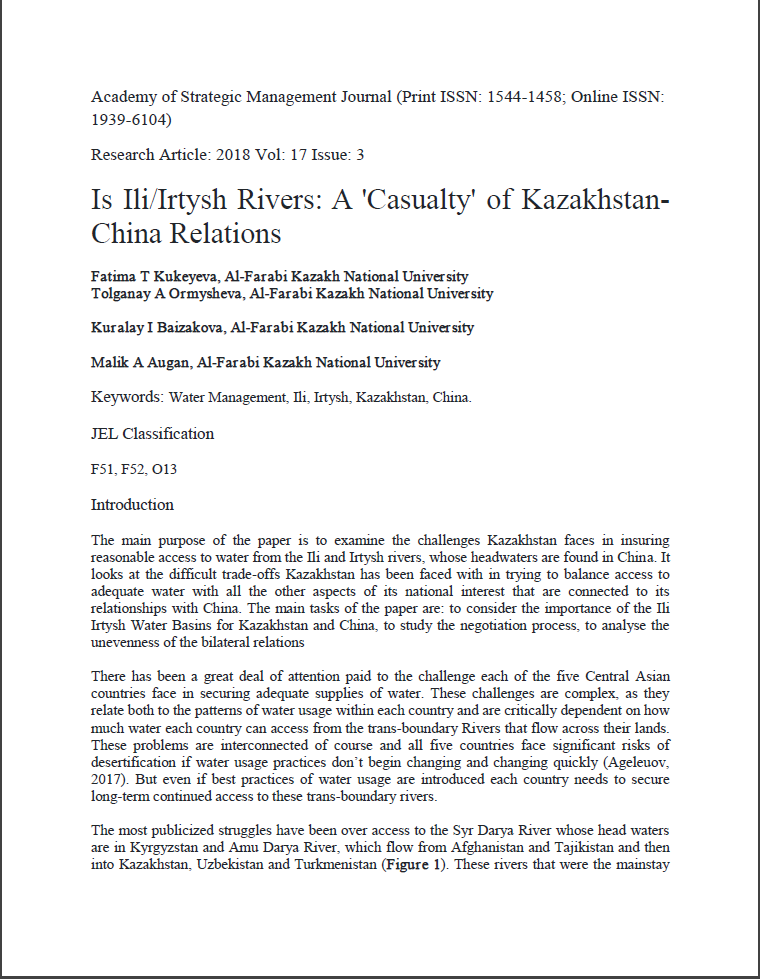 Academy of Strategic Management Journal (Print ISSN: 1544-1458; Online ISSN:
1939-6104)
Research Article: 2018 Vol: 17 Issue: 3
Is Ili/Irtysh Rivers: A 'Casualty' of Kazakhstan-
China Relations
Fatima T Kukeyeva, Al-Farabi Kazakh National University
Tolganay A Ormysheva, Al-Farabi Kazakh National University
Kuralay I Baizakova, Al-Farabi Kazakh National University
Malik A Augan, Al-Farabi Kazakh National University
Keywords: Water Management, Ili, Irtysh, Kazakhstan, China.
JEL Classification
F51, F52, O13
Introduction
The main purpose of the paper is to examine the challenges Kazakhstan faces in insuring
reasonable access to water from the Ili and Irtysh rivers, whose headwaters are found in China. It
looks at the difficult trade-offs Kazakhstan has been faced with in trying to balance access to
adequate water with all the other aspects of its national interest that are connected to its
relationships with China. The main tasks of the paper are: to consider the importance of the Ili
Irtysh Water Basins for Kazakhstan and China, to study the negotiation process, to analyse the
unevenness of the bilateral relations
There has been a great deal of attention paid to the challenge each of the five Central Asian
countries face in securing adequate supplies of water. These challenges are complex, as they
relate both to the patterns of water usage within each country and are critically dependent on how
much water each country can access from the trans-boundary Rivers that flow across their lands.
These problems are interconnected of course and all five countries face significant risks of
desertification if water usage practices don’t begin changing and changing quickly (Ageleuov,
2017). But even if best practices of water usage are introduced each country needs to secure
long-term continued access to these trans-boundary rivers.
The most publicized struggles have been over access to the Syr Darya River whose head waters
are in Kyrgyzstan and Amu Darya River, which flow from Afghanistan and Tajikistan and then
into Kazakhstan, Uzbekistan and Turkmenistan (Figure 1). These rivers that were the mainstay